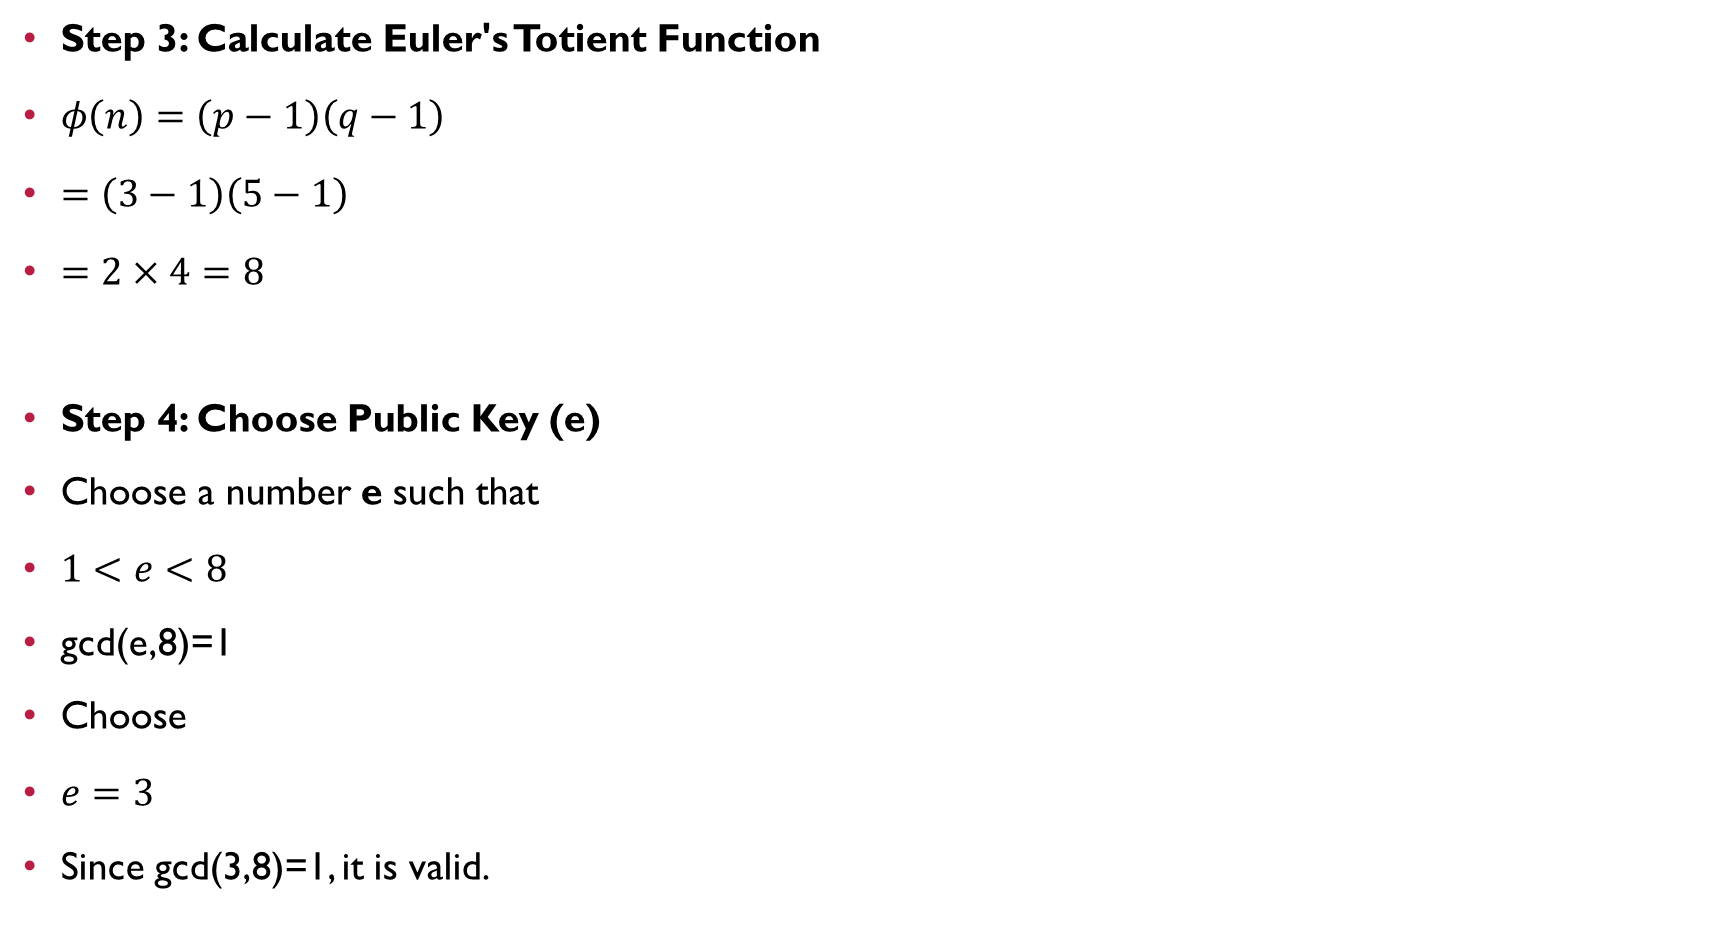 • Step 3: Calculate Euler's Totient Function
• ϕ(n) = (p − 1)(q − 1)
• = (3 − 1)(5 − 1)
• = 2 × 4 = 8
• Step 4: Choose Public Key (e)
• Choose a number e such that
• 1 < e < 8
• gcd(e,8)=1
• Choose
• e = 3
• Since gcd(3,8)=1, it is valid.